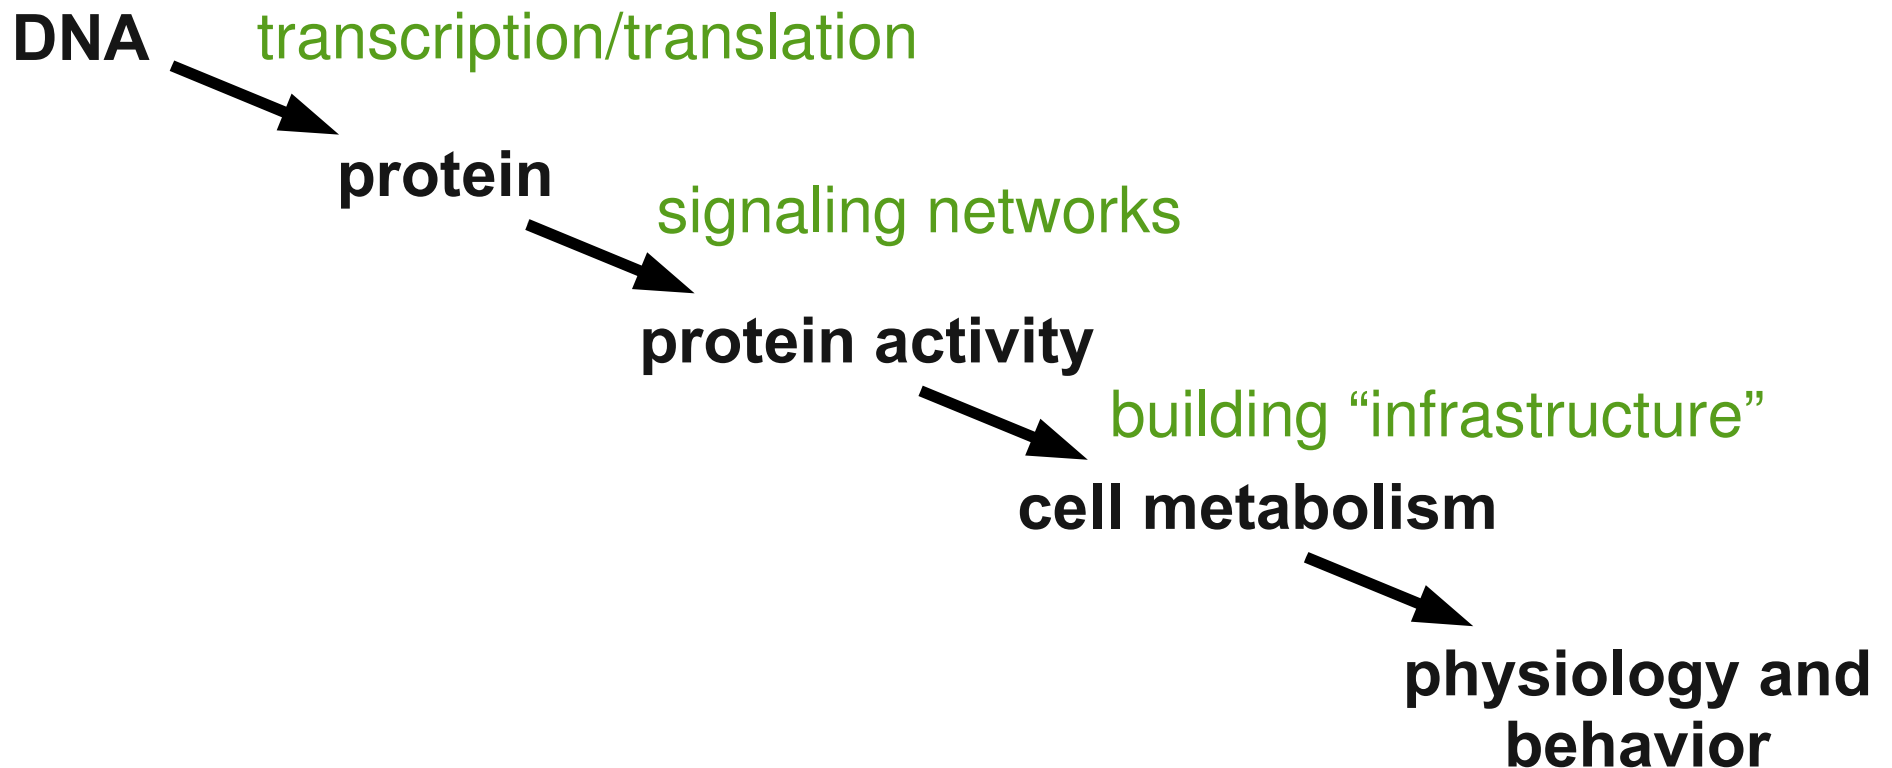 DNA transcription/translation
protein
signaling networks
protein activity
building “infrastructure”
cell metabolism
physiology and
behavior